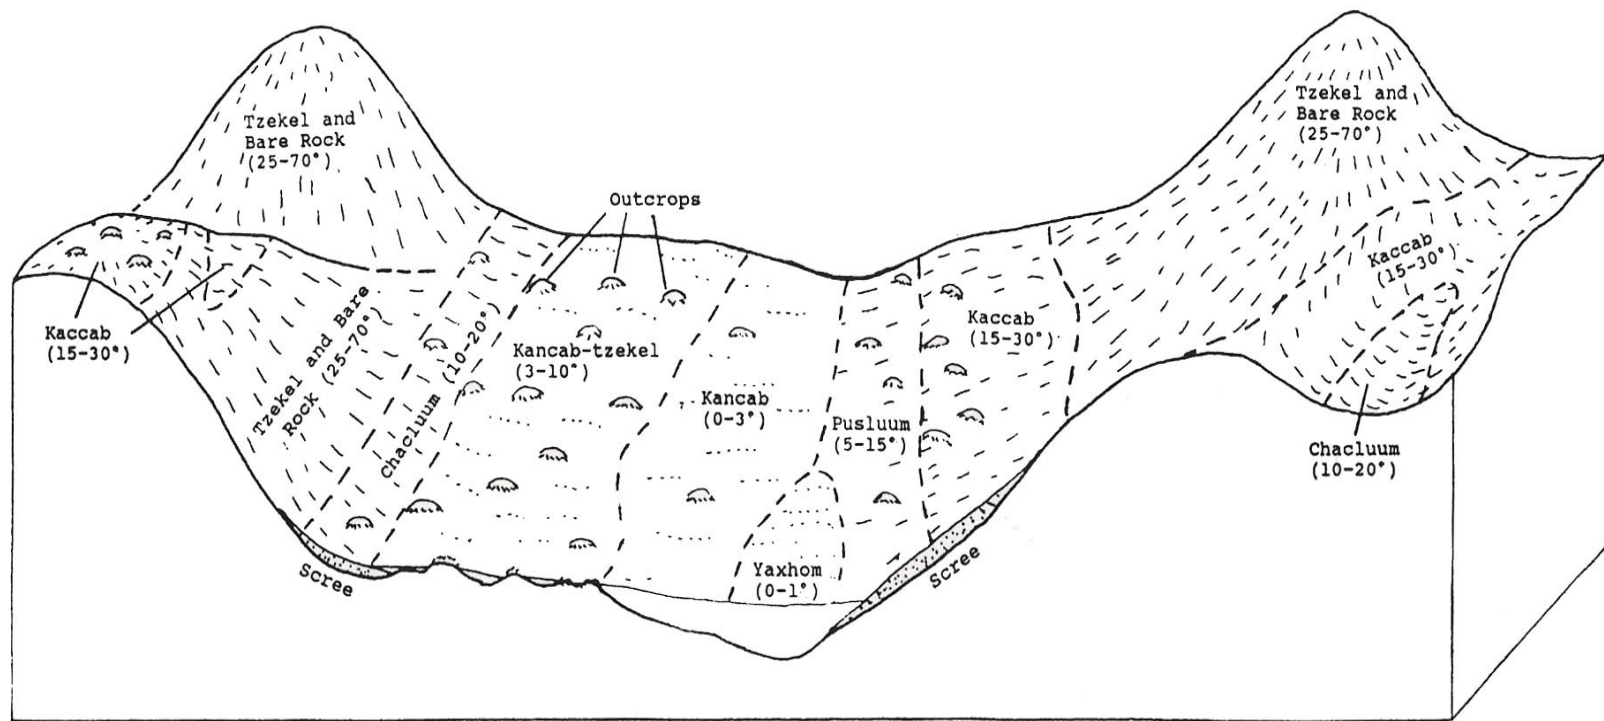 Tzekel and
Bare Rock
(25-70°)
Tzekel and
Bare Rock
(25-70°)
Outcrops
Kaccab
(15-30°)
Kaccab
(15-30°)
Tzekel and Bare
Rock (25-70°)
Chacluum (10-20°)
Kancab-tzekel
(3-10°)
Kancab
(0-3°)
Pusluum
(5-15°)
Kaccab
(15-30°)
Chacluum
(10-20°)
Yaxhom
(0-1°)
Scree
Scree